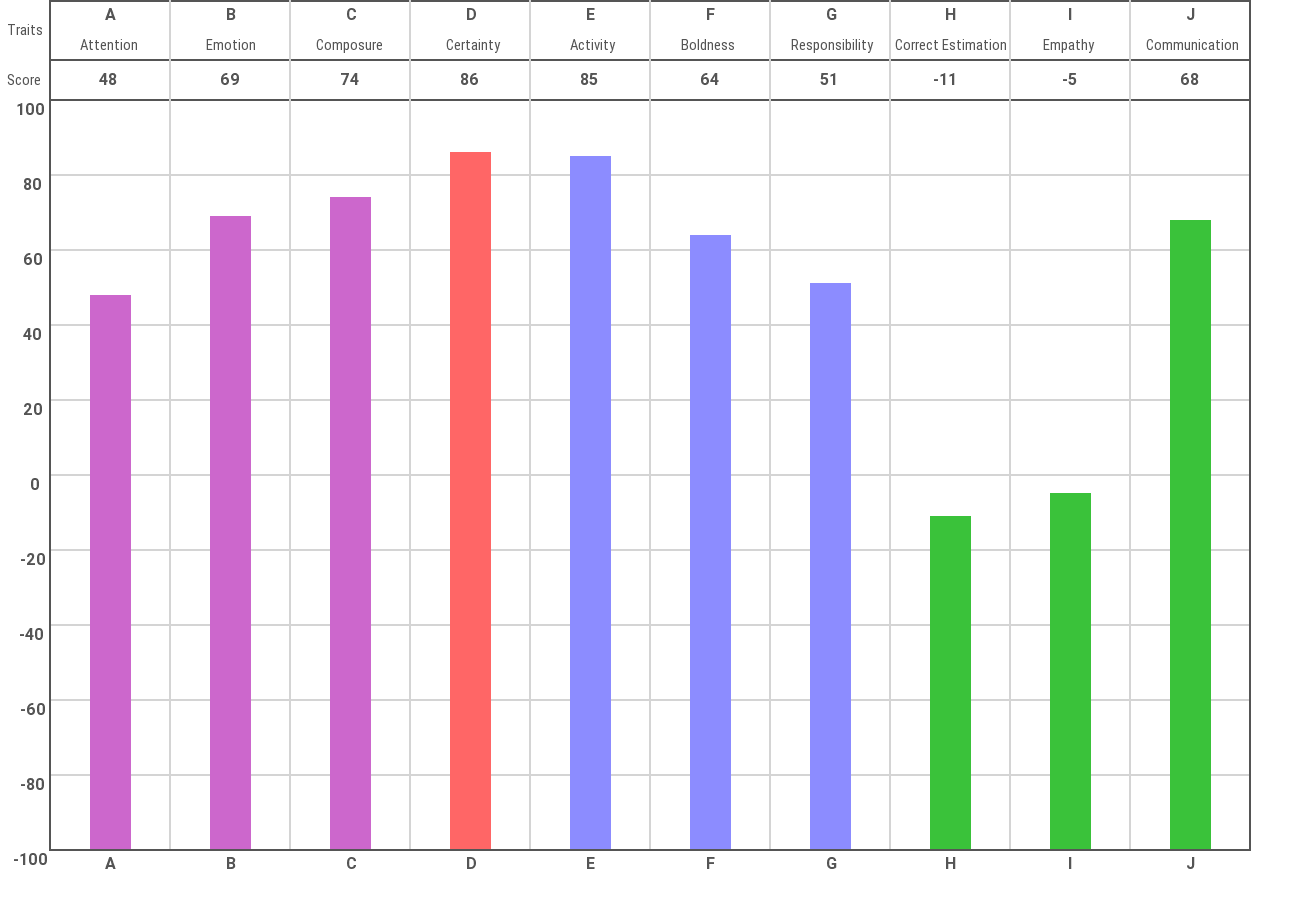 A B C D E F G H I J
Traits
Attention Emotion Composure Certainty Activity Boldness Responsibility Correct Estimation Empathy Communication
Score 48 69 74 86 85 64 51 -11 -5 68
100
80
60
40
20
0
-20
-40
-60
-80
-100
A B C D E F G H I J